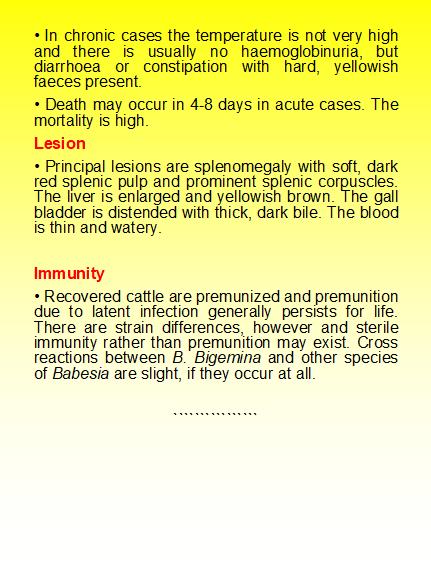 • In chronic cases the temperature is not very high
and there is usually no haemoglobinuria, but
diarrhoea or constipation with hard, yellowish
faeces present.
• Death may occur in 4-8 days in acute cases. The
mortality is high.
Lesion
• Principal lesions are splenomegaly with soft, dark
red splenic pulp and prominent splenic corpuscles.
The liver is enlarged and yellowish brown. The gall
bladder is distended with thick, dark bile. The blood
is thin and watery.
Immunity
• Recovered cattle are premunized and premunition
due to latent infection generally persists for life.
There are strain differences, however and sterile
immunity rather than premunition may exist. Cross
reactions between B. Bigemina and other species
of Babesia are slight, if they occur at all.
````````````````